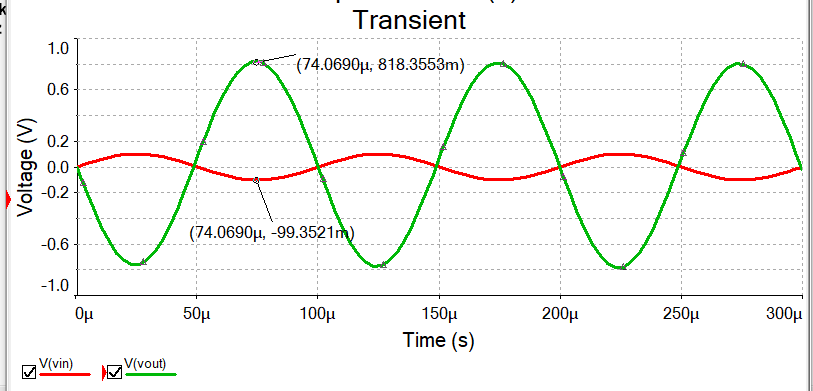 Transient
1.0
(74.0690µ, 818.3553m)
0.6
0.2
0.0
-0.2
(74.0690µ, -99.3521m)
-0.6
-1.0
Voltage (V)
0µ 50µ 100µ 150µ 200µ 250µ 300µ
Time (s)
V(vin) V(vout)